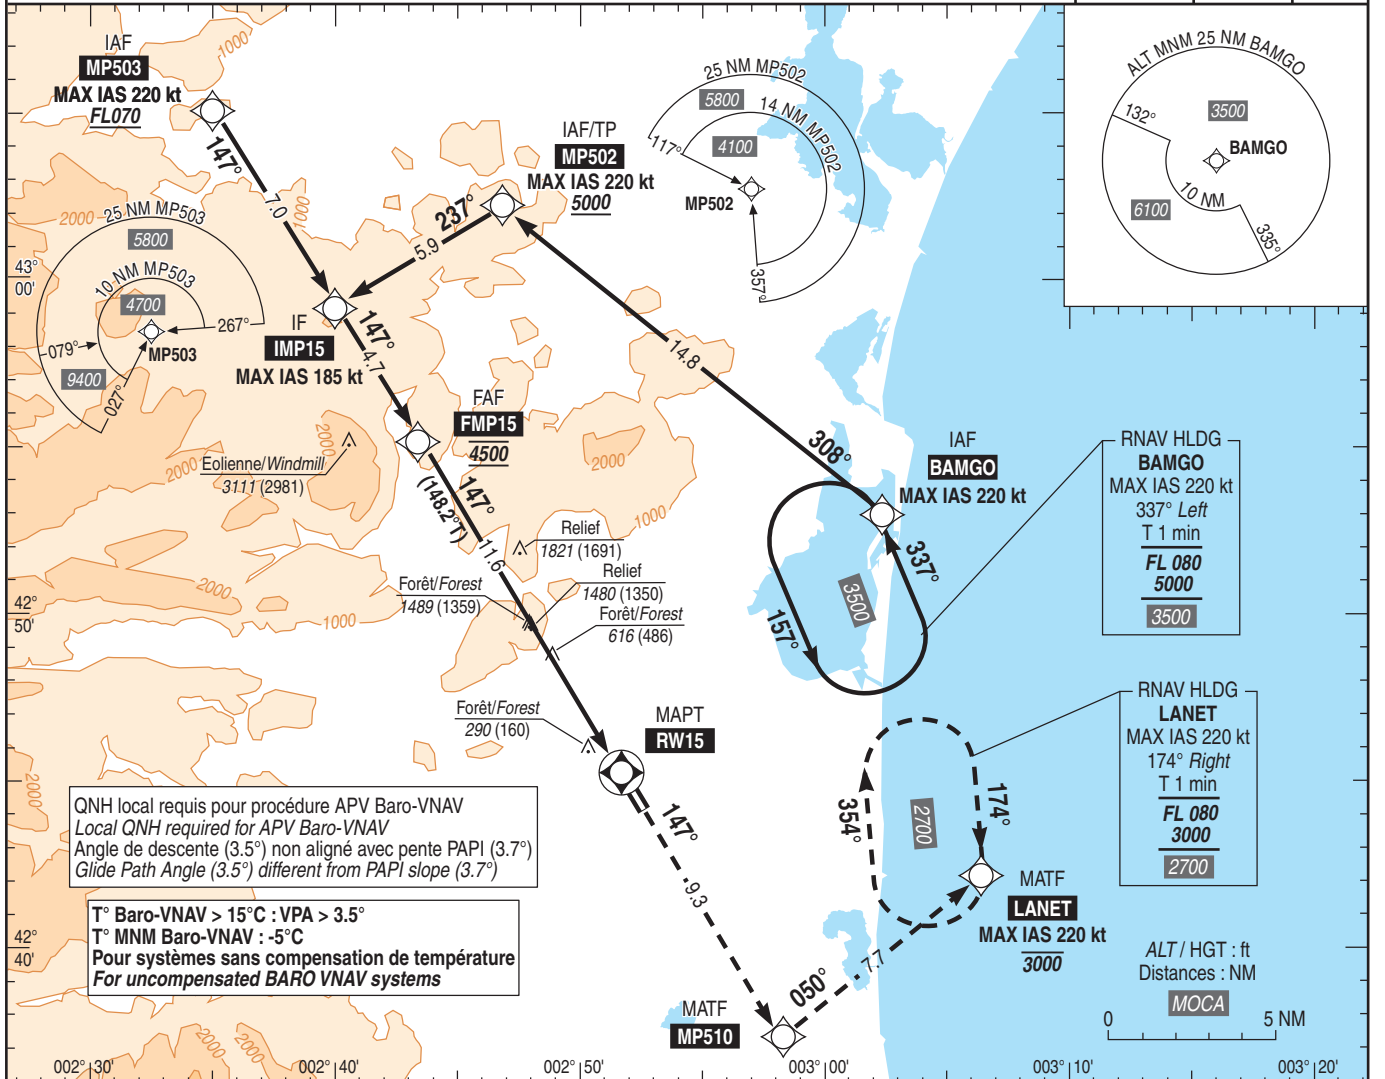 IAF
MP503
MAX IAS 220 kt
FL070
147°
7.0
1000
1000
2000
25 NM MP503
5800
10 NM MP503
4700
267°
079°
MP503
9400
027°
43°
00'
IAF/TP
MP502
MAX IAS 220 kt
5000
237°
5.9
25 NM MP502
5800
14 NM MP502
117°
4100
MP502
357°
ALT MNM 25 NM BAMGO
132°
3500
BAMGO
10 NM
6100
335°
IF
IMP15
MAX IAS 185 kt
147°
4.7
14.8
FAF
FMP15
4500
308°
IAF
BAMGO
MAX IAS 220 kt
RNAV HLDG
BAMGO
MAX IAS 220 kt
337° Left
T 1 min
FL 080
5000
3500
2000
2000
Eolienne/Windmill
3111 (2981)
2000
1000
147°
(148.2°T)
11.6
Relief
1821 (1691)
Relief
1480 (1350)
Forêt/Forest
1489 (1359)
Forêt/Forest
616 (486)
337°
3500
157°
2000
1000
42°
50'
Forêt/Forest
290 (160)
MAPT
RW15
RNAV HLDG
LANET
MAX IAS 220 kt
174° Right
T 1 min
FL 080
3000
2700
2000
QNH local requis pour procédure APV Baro-VNAV
Local QNH required for APV Baro-VNAV
Angle de descente (3.5°) non aligné avec pente PAPI (3.7°)
Glide Path Angle (3.5°) different from PAPI slope (3.7°)
147°
354°
2700
174°
9.3
MATF
LANET
MAX IAS 220 kt
3000
T° Baro-VNAV > 15°C : VPA > 3.5°
T° MNM Baro-VNAV : -5°C
Pour systèmes sans compensation de température
For uncompensated BARO VNAV systems
42°
40'
7.7
050°
MATF
MP510
ALT / HGT : ft
Distances : NM
MOCA
0 5 NM
2000
2000
002° 30' 002° 40' 002° 50' 003° 00' 003° 10' 003° 20'